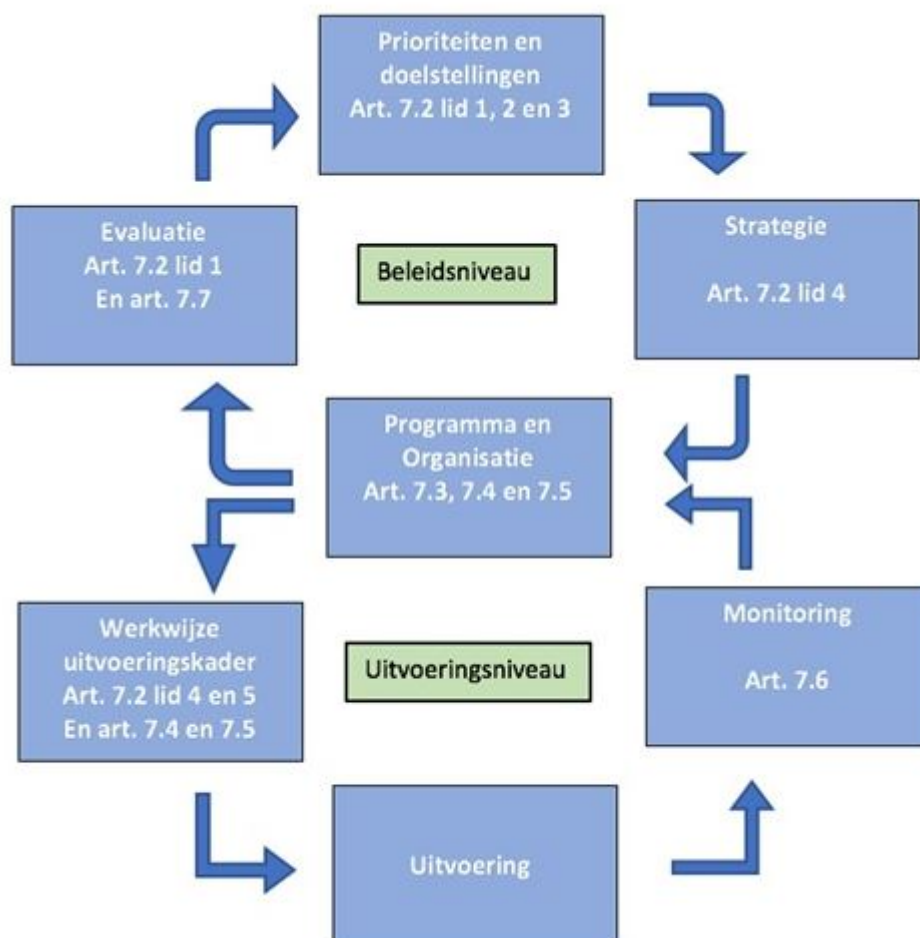 Prioriteiten en
doelstellingen
Art. 7.2 lid 1, 2 en 3
Evaluatie
Art. 7.2 lid 1
En art. 7.7
Beleidsniveau
Strategie
Art. 7.2 lid 4
Programma en
Organisatie
Art. 7.3, 7.4 en 7.5
Werkwijze
uitvoeringskader
Art. 7.2 lid 4 en 5
En art. 7.4 en 7.5
Uitvoeringsniveau
Monitoring
Art. 7.6
Uitvoering